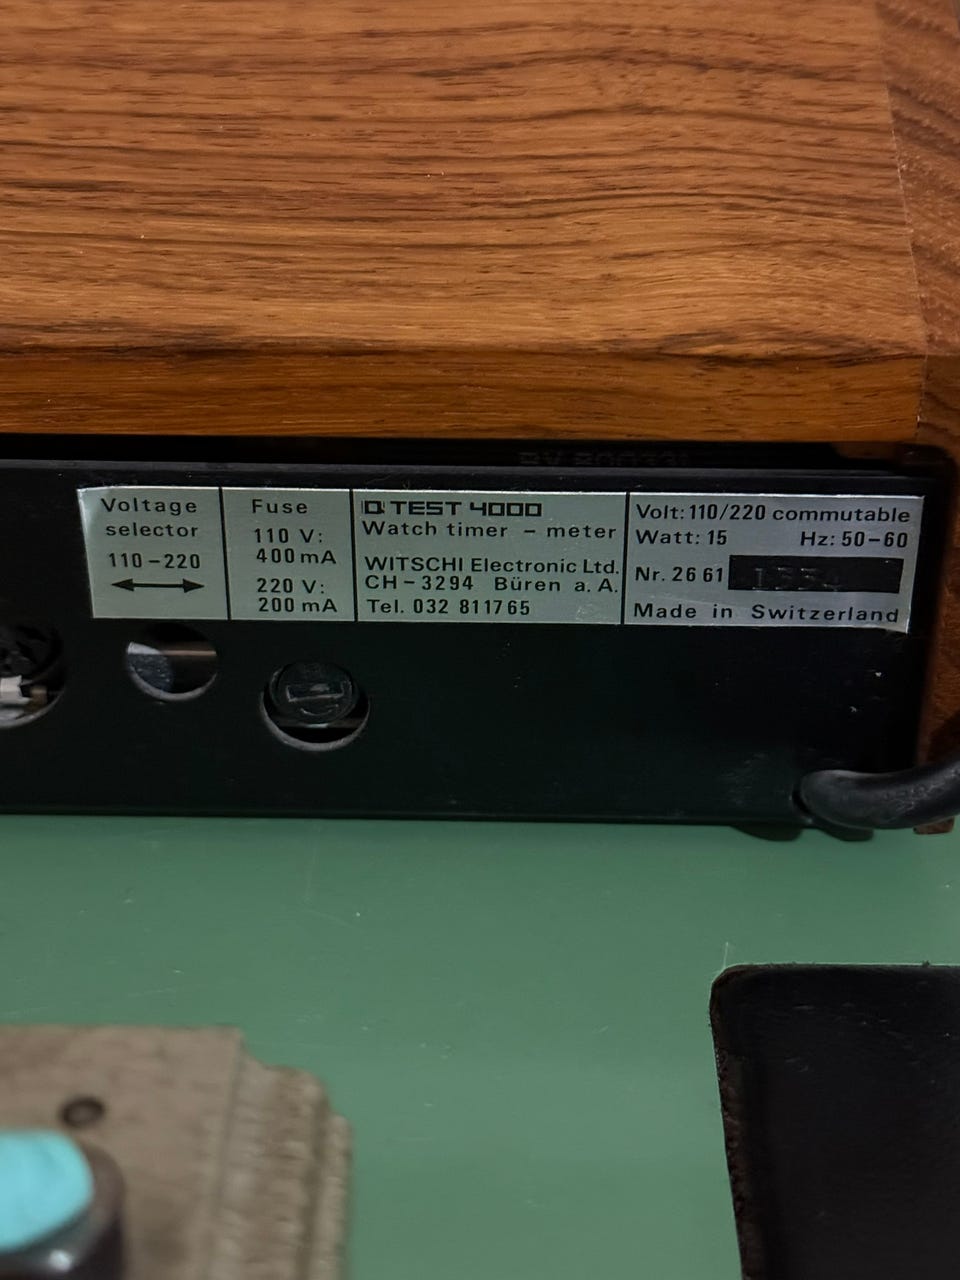 Voltage
selector
110-220
Fuse
110 V:
400 mA
220 V:
200 mA
Q TEST 4000
Watch timer - meter
WITSCHI Electronic Ltd.
CH-3294 Büren a. A.
Tel. 032 811765
Volt: 110/220 commutable
Watt: 15 Hz: 50-60
Nr. 2661
Made in Switzerland